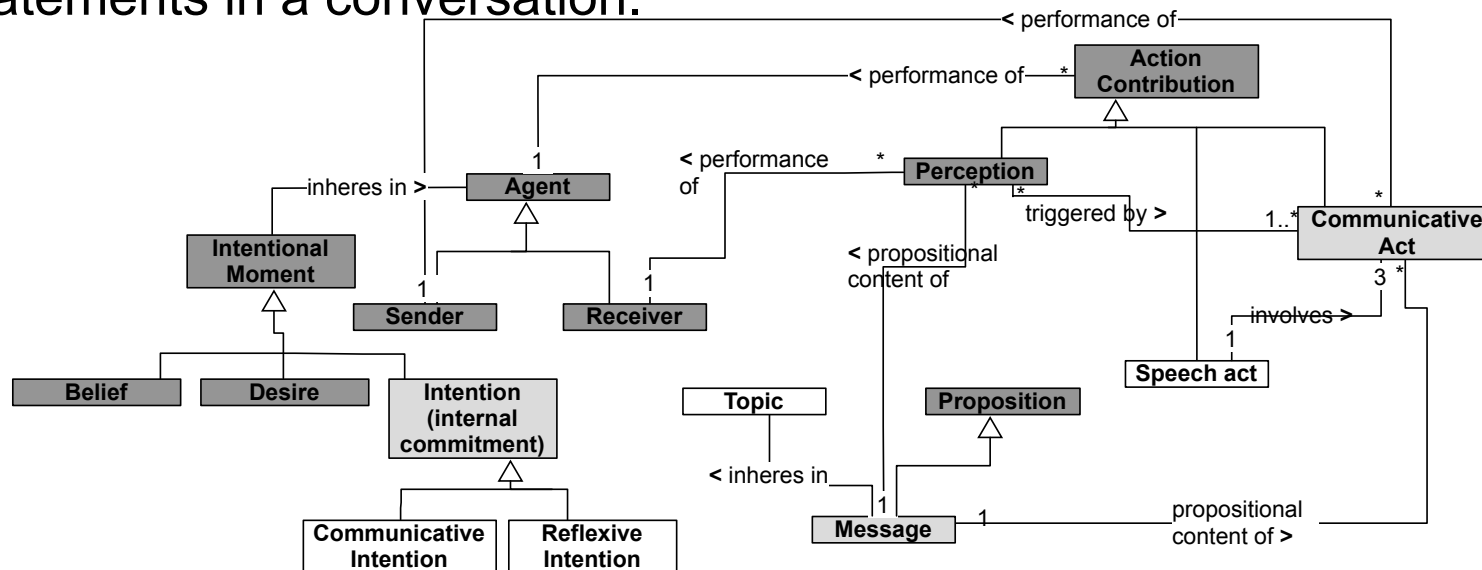 atements in a conversation.
< performance of
Action
Contribution
< performance of
*
1
< performance
of
*
Perception
*
*
inheres in >
Agent
triggered by >
1..*
*
Communicative
Act
Intentional
Moment
< propositional
content of
1
1
3
*
Sender
Receiver
involves >
1
Speech act
Belief
Desire
Intention
(internal
commitment)
Topic
Proposition
< inheres in
1
Message
1
propositional
content of >
Communicative
Intention
Reflexive
Intention